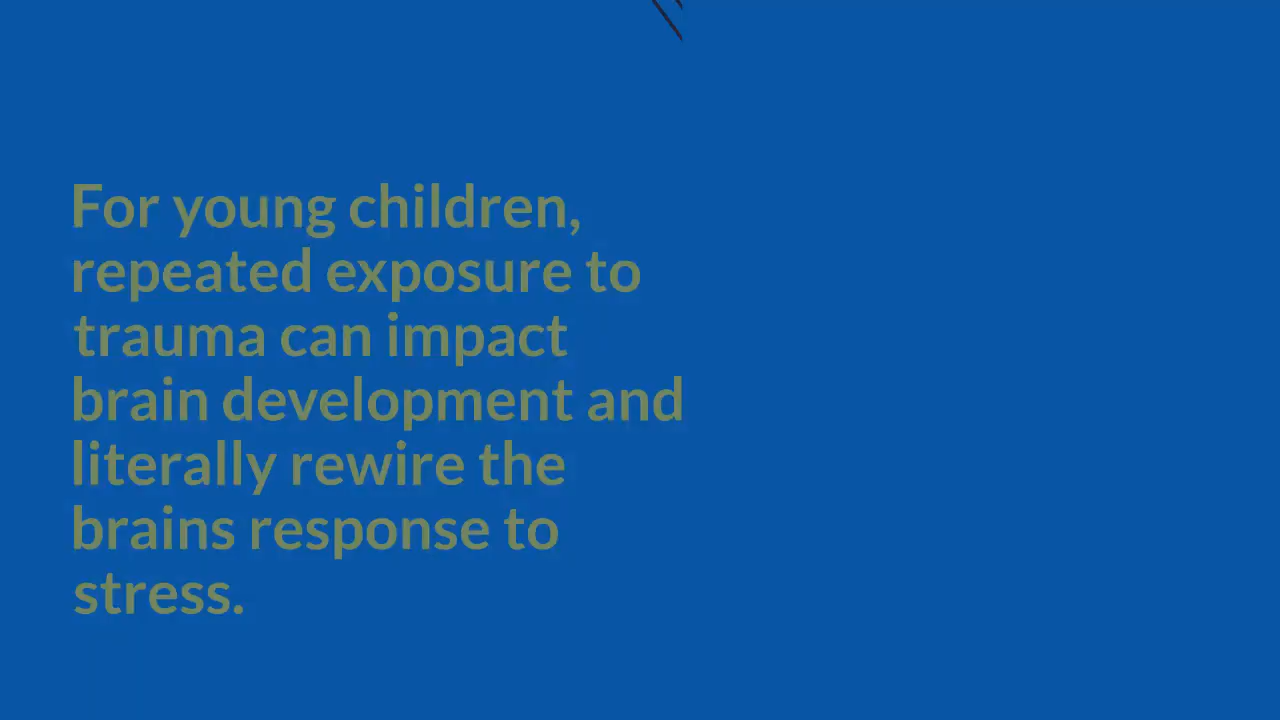 For young children,
repeated exposure to
trauma can impact
brain development and
literally rewire the
brains response to
stress.